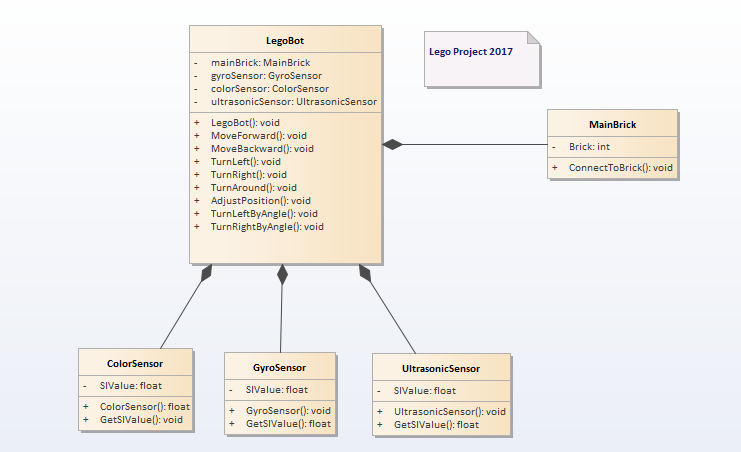 LegoBot
- mainBrick: MainBrick
- gyroSensor: GyroSensor
- colorSensor: ColorSensor
- ultrasonicSensor: UltrasonicSensor
+ LegoBot(): void
+ MoveForward(): void
+ MoveBackward(): void
+ TurnLeft(): void
+ TurnRight(): void
+ TurnAround(): void
+ AdjustPosition(): void
+ TurnLeftByAngle(): void
+ TurnRightByAngle(): void
Lego Project 2017
MainBrick
- Brick: int
+ ConnectToBrick(): void
ColorSensor
- SIValue: float
+ ColorSensor(): float
+ GetSIValue(): void
GyroSensor
- SIValue: float
+ GyroSensor(): void
+ GetSIValue(): float
UltrasonicSensor
- SIValue: float
+ UltrasonicSensor(): void
+ GetSIValue(): float